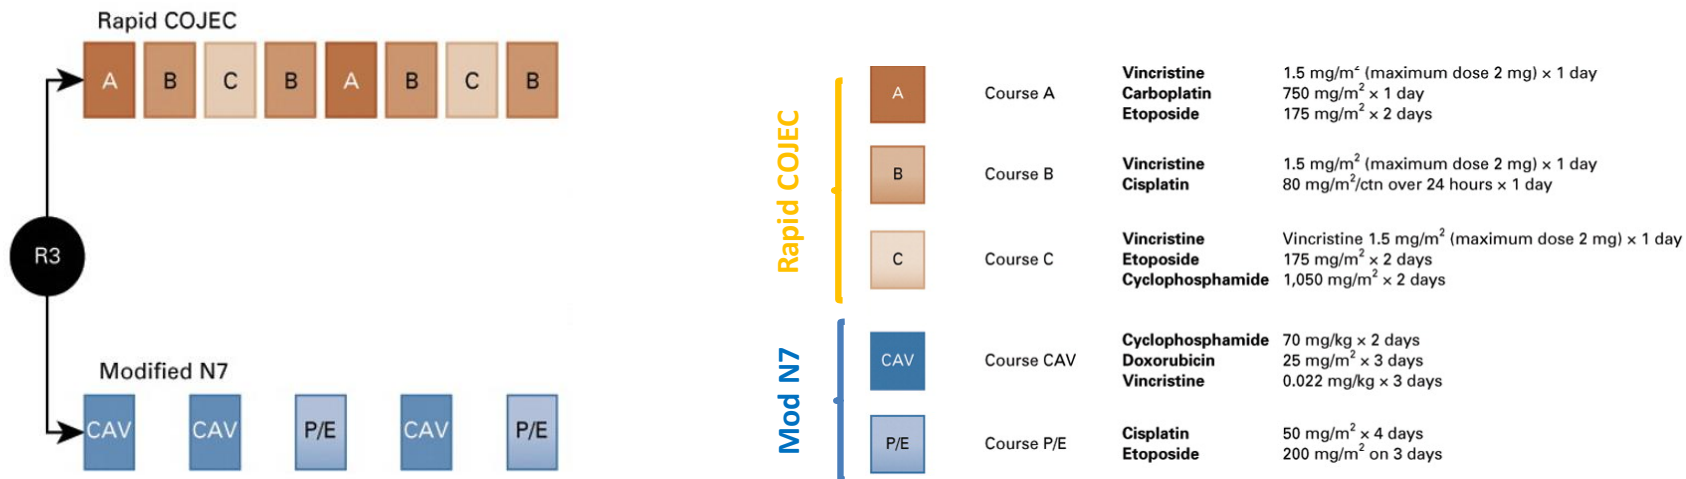 Rapid COJEC
A B C B A B C B
R3
Modified N7
CAV CAV P/E CAV P/E
Rapid COJEC
A Course A Vincristine 1.5 mg/m² (maximum dose 2 mg) × 1 day
Carboplatin 750 mg/m² × 1 day
Etoposide 175 mg/m² × 2 days
B Course B Vincristine 1.5 mg/m² (maximum dose 2 mg) × 1 day
Cisplatin 80 mg/m²/ctn over 24 hours × 1 day
C Course C Vincristine Vincristine 1.5 mg/m² (maximum dose 2 mg) × 1 day
Etoposide 175 mg/m² × 2 days
Cyclophosphamide 1,050 mg/m² × 2 days
Mod N7
CAV Course CAV Cyclophosphamide 70 mg/kg × 2 days
Doxorubicin 25 mg/m² × 3 days
Vincristine 0.022 mg/kg × 3 days
P/E Course P/E Cisplatin 50 mg/m² × 4 days
Etoposide 200 mg/m² on 3 days